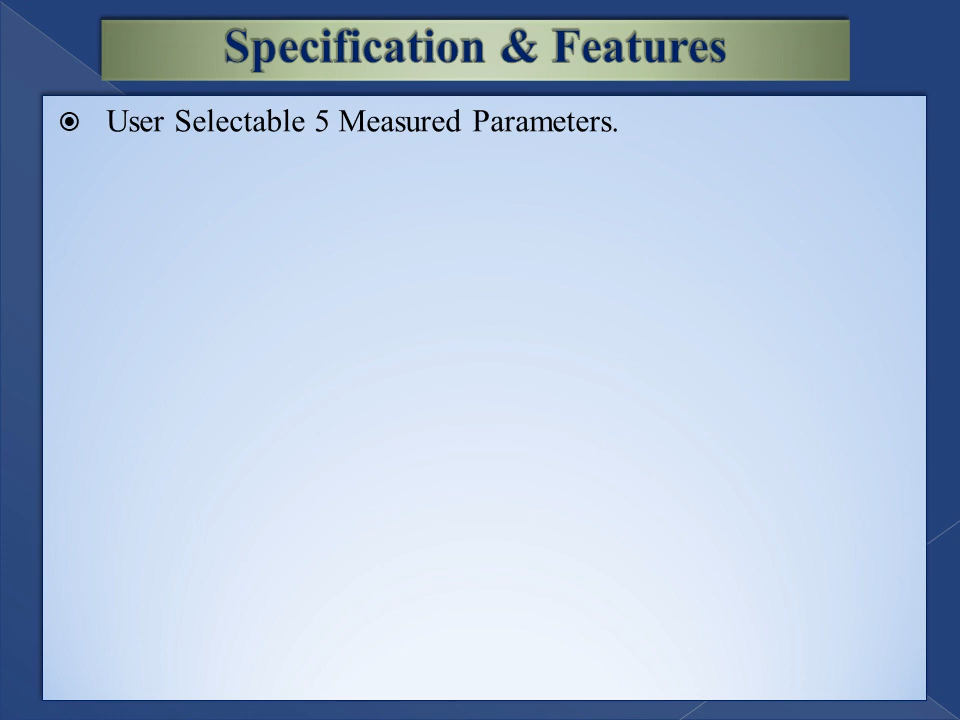 Specification & Features
User Selectable 5 Measured Parameters.